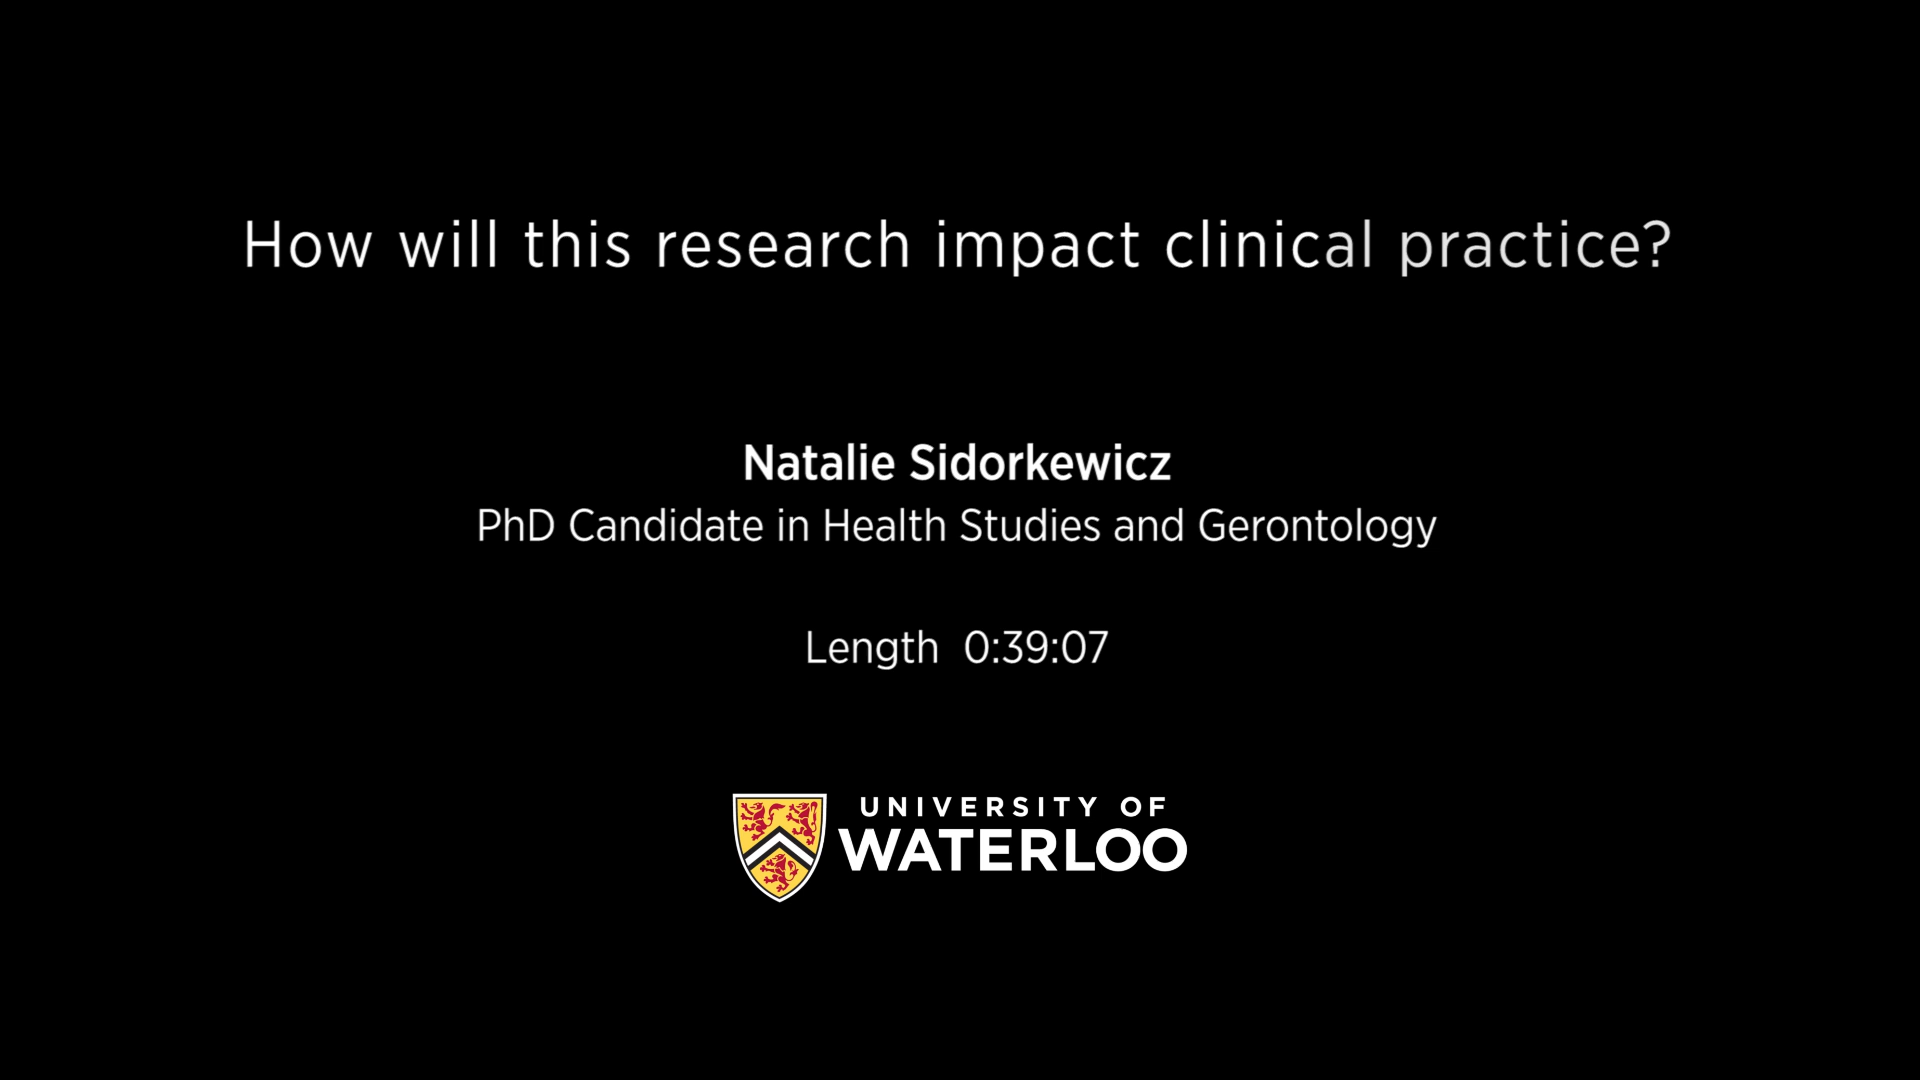 How will this research impact clinical practice?
Natalie Sidorkewicz
PhD Candidate in Health Studies and Gerontology
Length 0:39:07
UNIVERSITY OF
WATERLOO